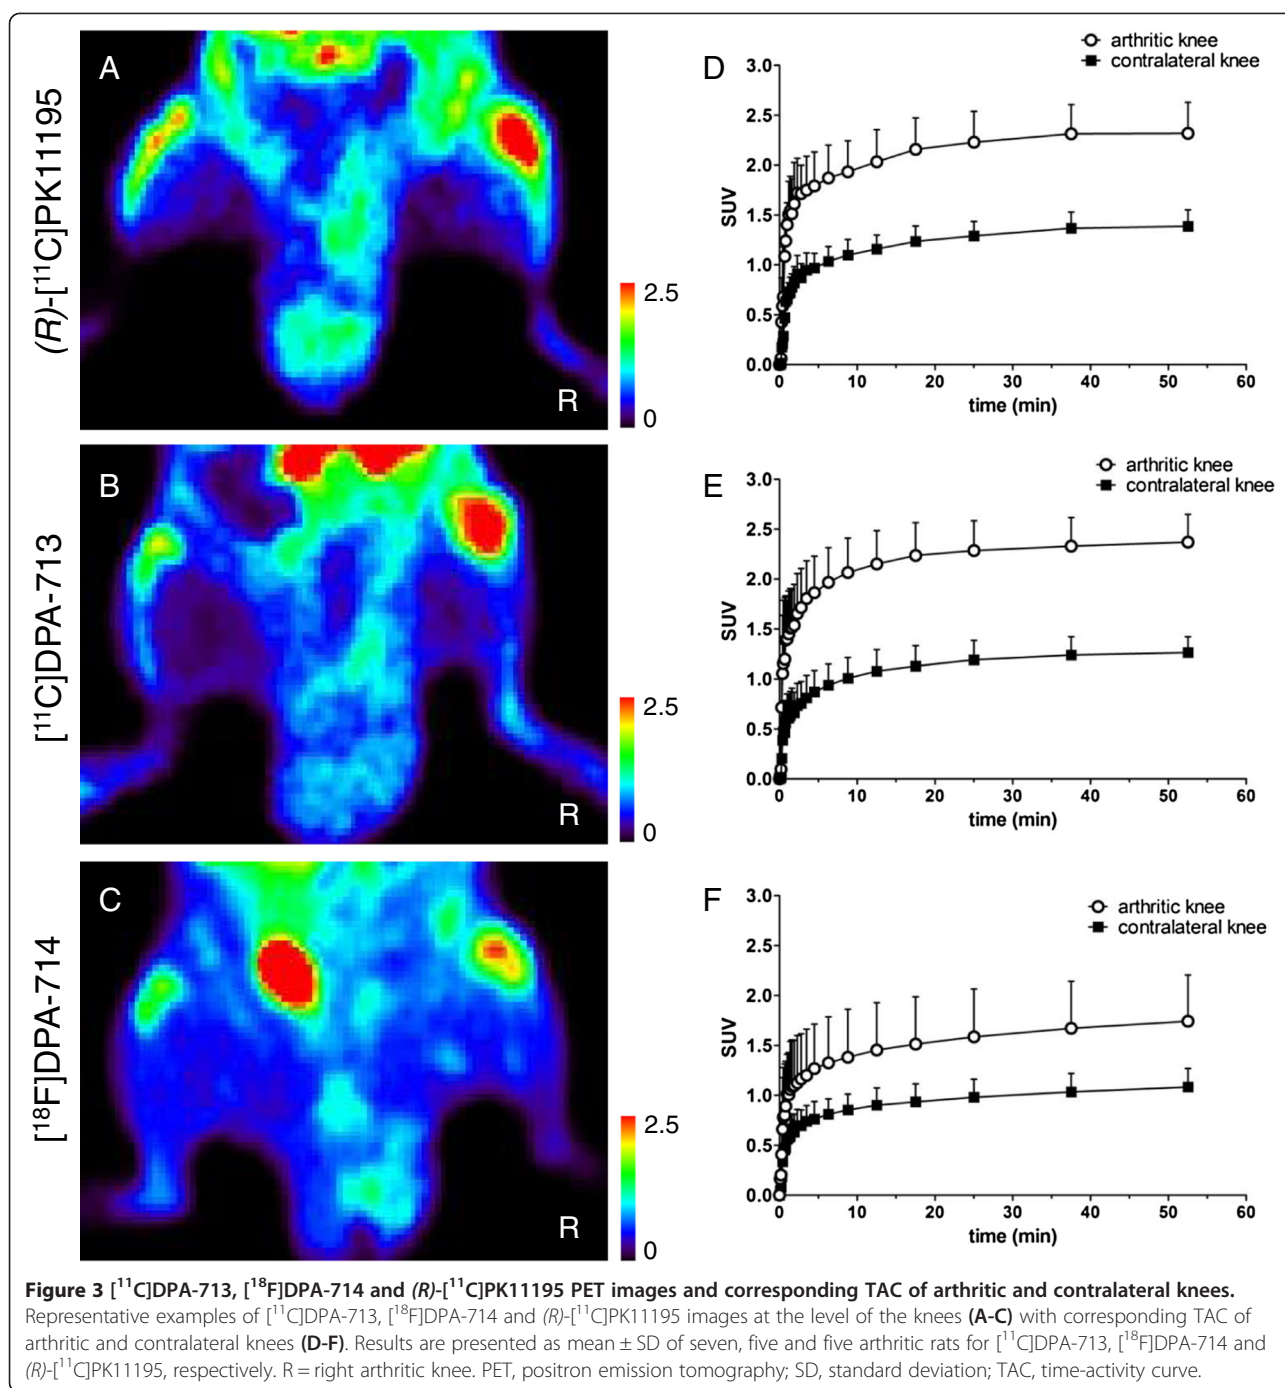 (R)-[¹¹C]PK11195
A
R
2.5
0
D
arthritic knee
contralateral knee
SUV
3.0
2.5
2.0
1.5
1.0
0.5
0.0
0 10 20 30 40 50 60
time (min)
[¹¹C]DPA-713
B
R
2.5
0
E
arthritic knee
contralateral knee
SUV
3.0
2.5
2.0
1.5
1.0
0.5
0.0
0 10 20 30 40 50 60
time (min)
[¹⁸F]DPA-714
C
R
2.5
0
F
arthritic knee
contralateral knee
SUV
3.0
2.5
2.0
1.5
1.0
0.5
0.0
0 10 20 30 40 50 60
time (min)
Figure 3 [¹¹C]DPA-713, [¹⁸F]DPA-714 and (R)-[¹¹C]PK11195 PET images and corresponding TAC of arthritic and contralateral knees.
Representative examples of [¹¹C]DPA-713, [¹⁸F]DPA-714 and (R)-[¹¹C]PK11195 images at the level of the knees (A-C) with corresponding TAC of
arthritic and contralateral knees (D-F). Results are presented as mean ± SD of seven, five and five arthritic rats for [¹¹C]DPA-713, [¹⁸F]DPA-714 and
(R)-[¹¹C]PK11195, respectively. R = right arthritic knee. PET, positron emission tomography; SD, standard deviation; TAC, time-activity curve.